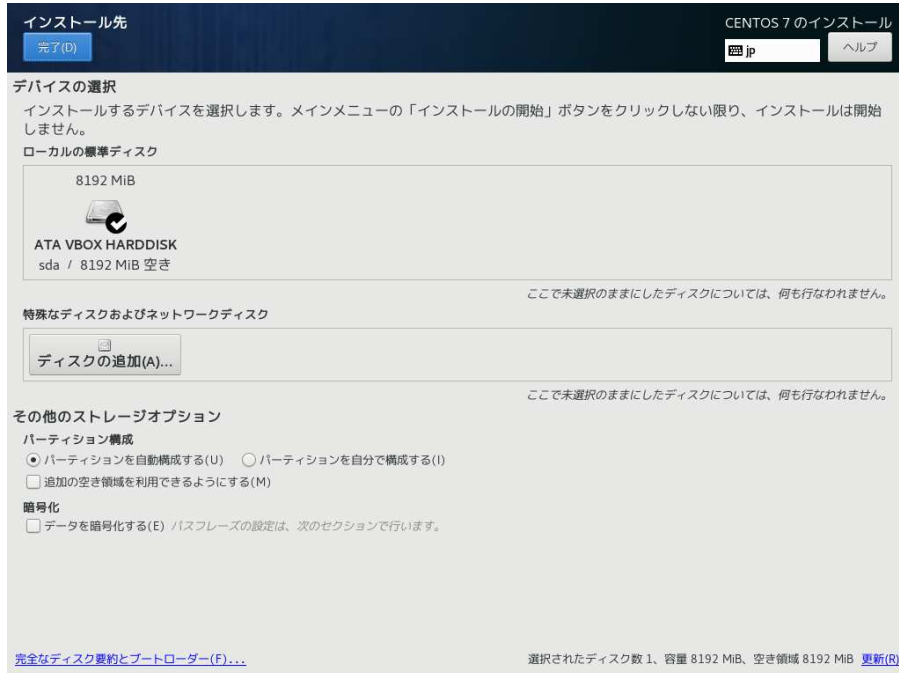 インストール先
CENTOS 7 のインストール
完了(D)
jp
ヘルプ
デバイスの選択
インストールするデバイスを選択します。メインメニューの「インストールの開始」ボタンをクリックしない限り、インストールは開始
しません。
ローカルの標準ディスク
8192 MiB
ATA VBOX HARDDISK
sda / 8192 MiB 空き
ここで未選択のままにしたディスクについては、何も行なわれません。
特殊なディスクおよびネットワークディスク
ディスクの追加(A)...
ここで未選択のままにしたディスクについては、何も行なわれません。
その他のストレージオプション
パーティション構成
パーティションを自動構成する(U) パーティションを自分で構成する(I)
追加の空き領域を利用できるようにする(M)
暗号化
データを暗号化する(E) パスフレーズの設定は、次のセクションで行います。
完全なディスク要約とブートローダー(F)... 選択されたディスク数 1、容量 8192 MiB、空き領域 8192 MiB 更新(R)